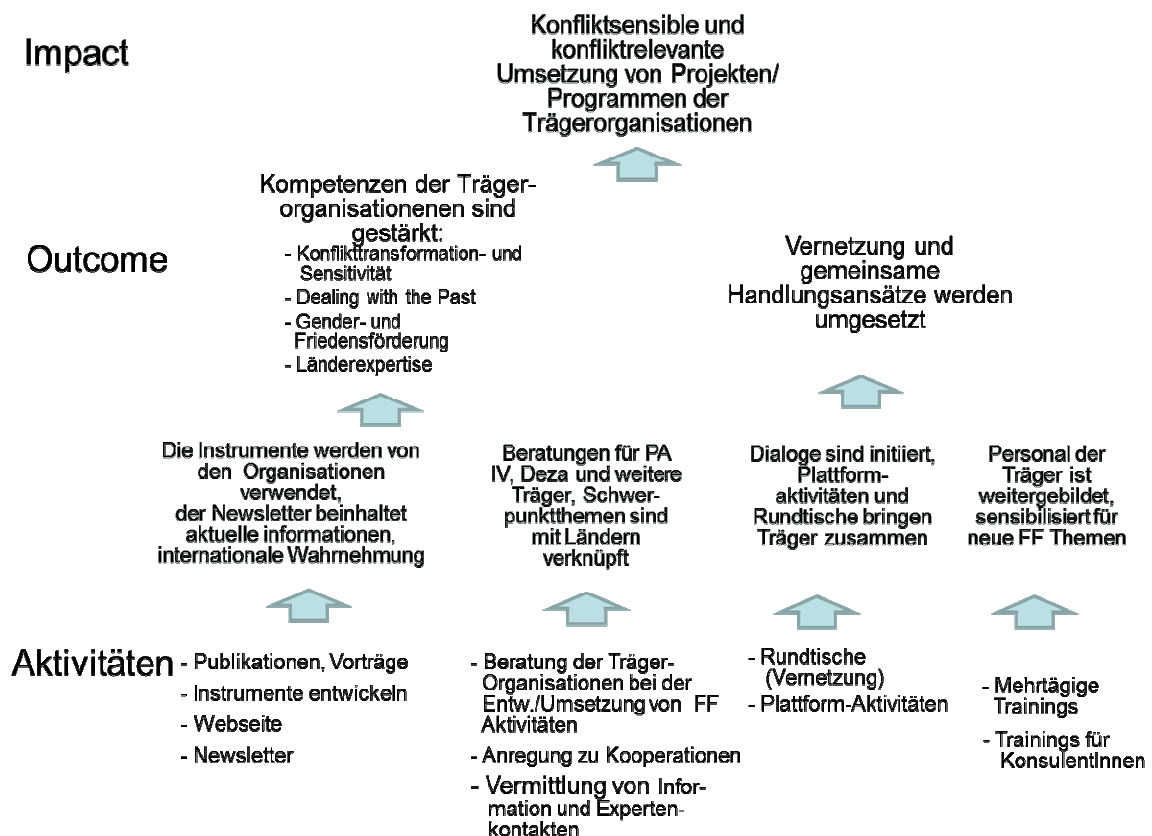 Impact
Konfliktsensible und
konfliktrelevante
Umsetzung von Projekten/
Programmen der
Trägerorganisationen
Outcome
Kompetenzen der Träger-
organisationenen sind
gestärkt:
- Konflikttransformation- und
Sensitivität
- Dealing with the Past
- Gender- und
Friedensförderung
- Länderexpertise
Vernetzung und
gemeinsame
Handlungsansätze werden
umgesetzt
Die Instrumente werden von
den Organisationen
verwendet,
der Newsletter beinhaltet
aktuelle informationen,
internationale Wahrnehmung
Beratungen für PA
IV, Deza und weitere
Träger, Schwer-
punktthemen sind
mit Ländern
verknüpft
Dialoge sind initiiert,
Plattform-
aktivitäten und
Rundtische bringen
Träger zusammen
Personal der
Träger ist
weitergebildet,
sensibilisiert für
neue FF Themen
Aktivitäten
- Publikationen, Vorträge
- Instrumente entwickeln
- Webseite
- Newsletter
- Beratung der Träger-
Organisationen bei der
Entw./Umsetzung von FF
Aktivitäten
- Anregung zu Kooperationen
- Vermittlung von Infor-
mation und Experten-
kontakten
- Rundtische
(Vernetzung)
- Plattform-Aktivitäten
- Mehrtägige
Trainings
- Trainings für
KonsulentInnen